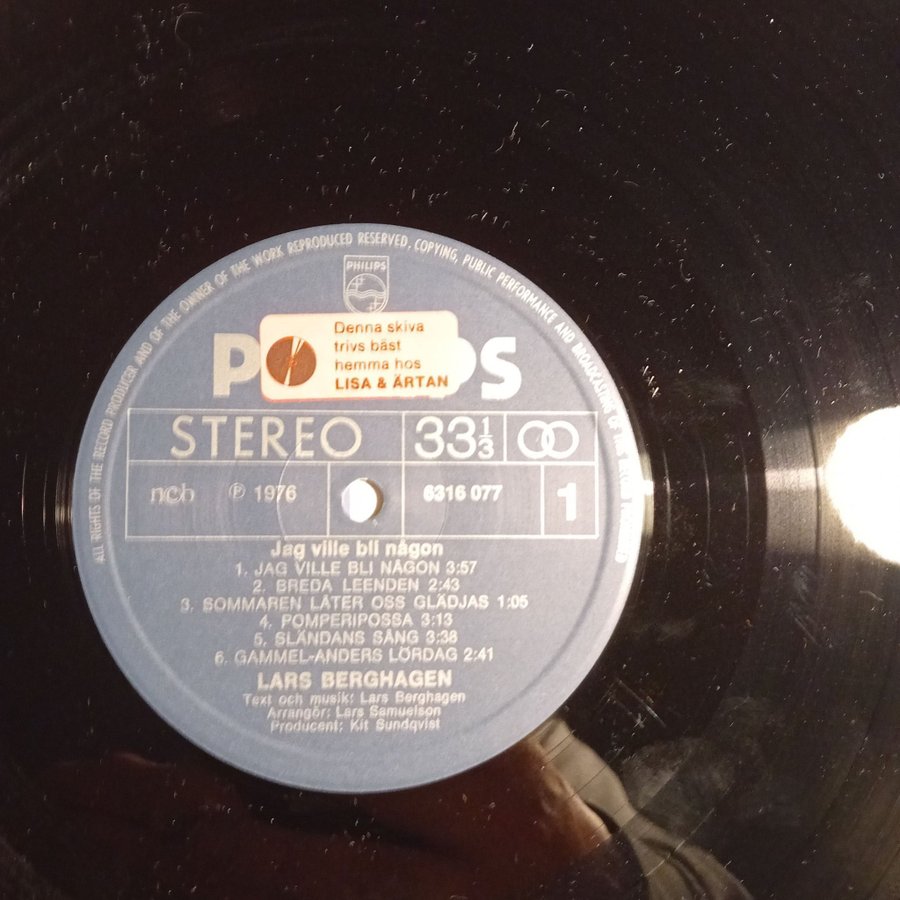 ALL RIGHTS OF THE RECORD PRODUCER AND OF THE OWNER OF THE WORK REPRODUCED RESERVED, COPYING, PUBLIC PERFORMANCE AND BROADCASTING OF
PHILIPS
Denna skiva
trivs bäst
hemma hos
LISA & ÄRTAN
STEREO 33 1/3
ncb ℗ 1976 6316 077 1
Jag ville bli någon
1. JAG VILLE BLI NÅGON 3:57
2. BREDA LEENDEN 2:43
3. SOMMAREN LÅTER OSS GLÄDJAS 1:05
4. POMPERIPOSSA 3:13
5. SLÄNDANS SÅNG 3:38
6. GAMMEL-ANDERS LÖRDAG 2:41
LARS BERGHAGEN
Text och musik: Lars Berghagen
Arrangör: Lars Samuelson
Producent: Kit Sundqvist